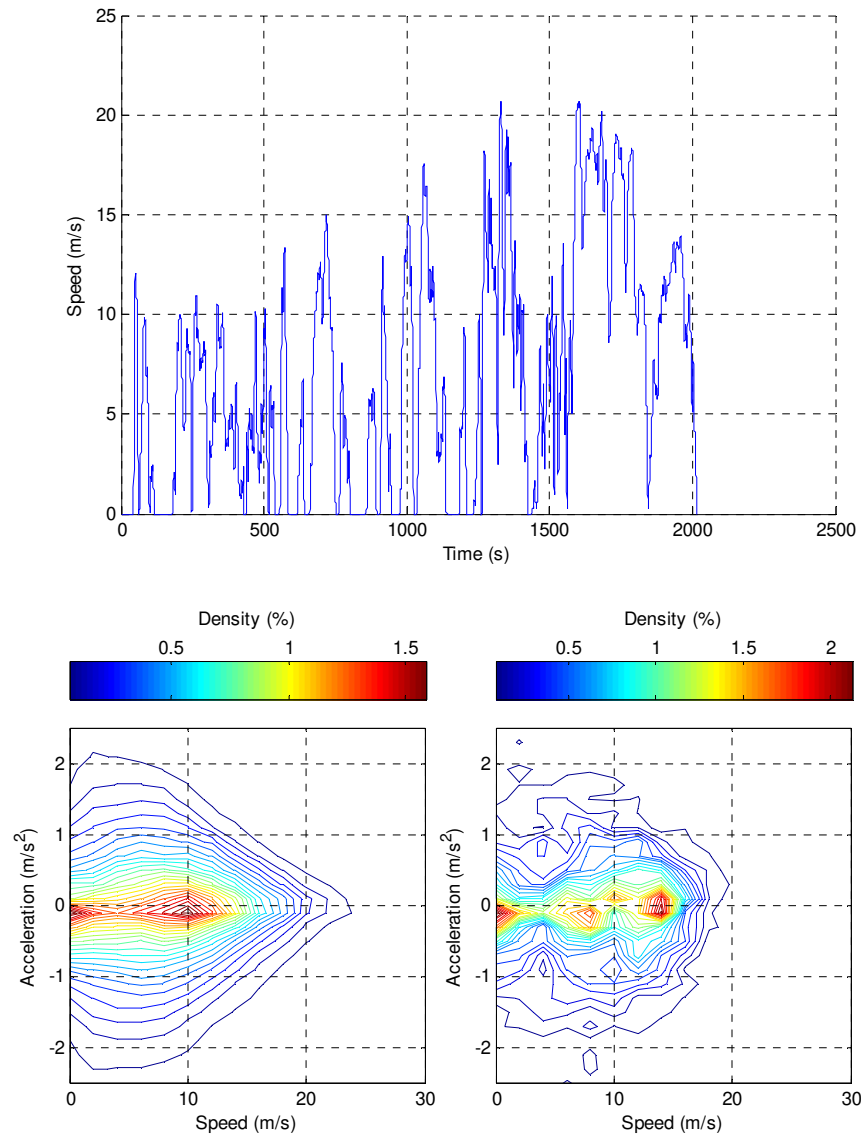 25
20
15
10
5
0
Speed (m/s)
0 500 1000 1500 2000 2500
Time (s)
Density (%) Density (%)
0.5 1 1.5 0.5 1 1.5 2
2 2
1 1
0 0
-1 -1
-2 -2
Acceleration (m/s²) Acceleration (m/s²)
0 10 20 30 0 10 20 30
Speed (m/s) Speed (m/s)